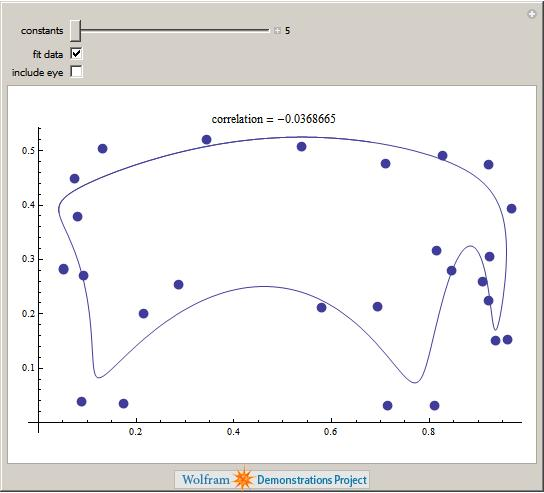 constants 5
fit data
include eye
correlation = −0.0368665
0.5
0.4
0.3
0.2
0.1
0.2 0.4 0.6 0.8
Wolfram Demonstrations Project